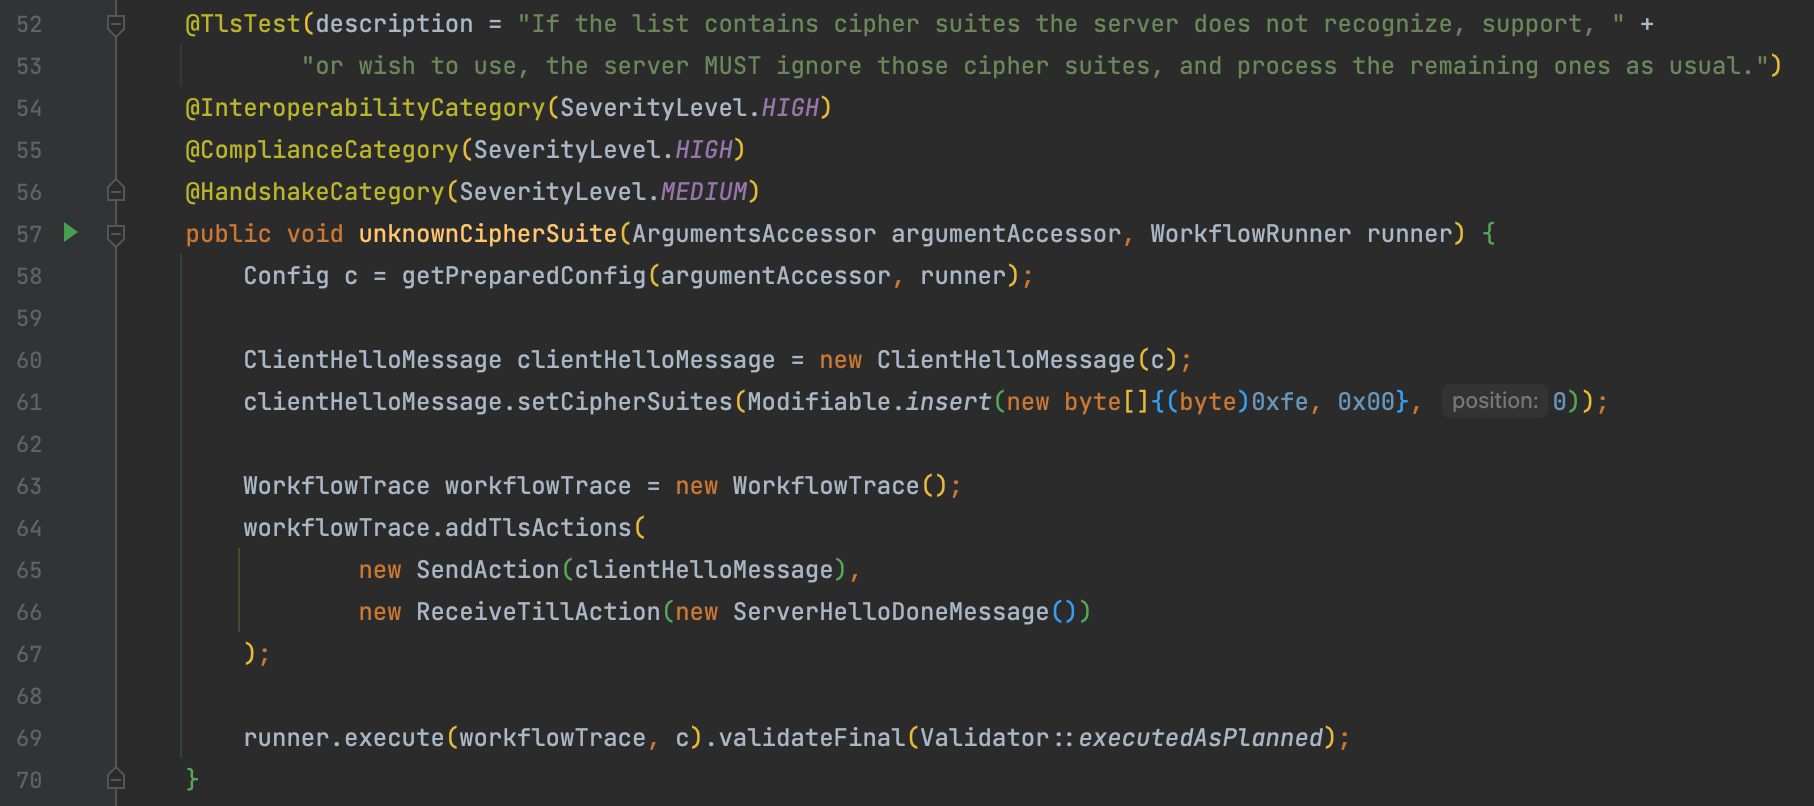 52 @TlsTest(description = "If the list contains cipher suites the server does not recognize, support, " +
53 "or wish to use, the server MUST ignore those cipher suites, and process the remaining ones as usual.")
54 @InteroperabilityCategory(SeverityLevel.HIGH)
55 @ComplianceCategory(SeverityLevel.HIGH)
56 @HandshakeCategory(SeverityLevel.MEDIUM)
57 public void unknownCipherSuite(ArgumentsAccessor argumentAccessor, WorkflowRunner runner) {
58 Config c = getPreparedConfig(argumentAccessor, runner);
59
60 ClientHelloMessage clientHelloMessage = new ClientHelloMessage(c);
61 clientHelloMessage.setCipherSuites(Modifiable.insert(new byte[]{(byte)0xfe, 0x00}, position: 0));
62
63 WorkflowTrace workflowTrace = new WorkflowTrace();
64 workflowTrace.addTlsActions(
65 new SendAction(clientHelloMessage),
66 new ReceiveTillAction(new ServerHelloDoneMessage())
67 );
68
69 runner.execute(workflowTrace, c).validateFinal(Validator::executedAsPlanned);
70 }